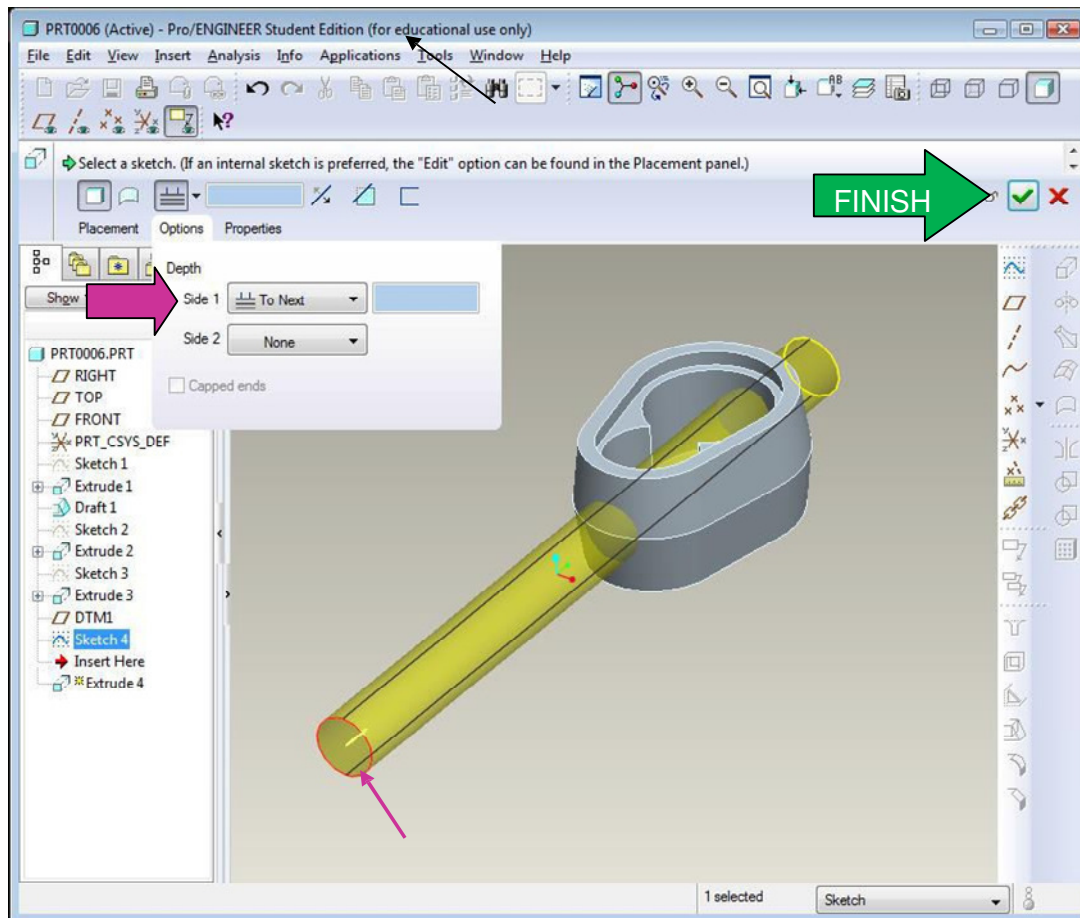 PRT0006 (Active) - Pro/ENGINEER Student Edition (for educational use only)
File Edit View Insert Analysis Info Applications Tools Window Help
Select a sketch. (If an internal sketch is preferred, the "Edit" option can be found in the Placement panel.)
FINISH
Placement Options Properties
Depth
Show
Side 1 To Next
Side 2 None
Capped ends
PRT0006.PRT
RIGHT
TOP
FRONT
PRT_CSYS_DEF
Sketch 1
Extrude 1
Draft 1
Sketch 2
Extrude 2
Sketch 3
Extrude 3
DTM1
Sketch 4
Insert Here
Extrude 4
1 selected Sketch